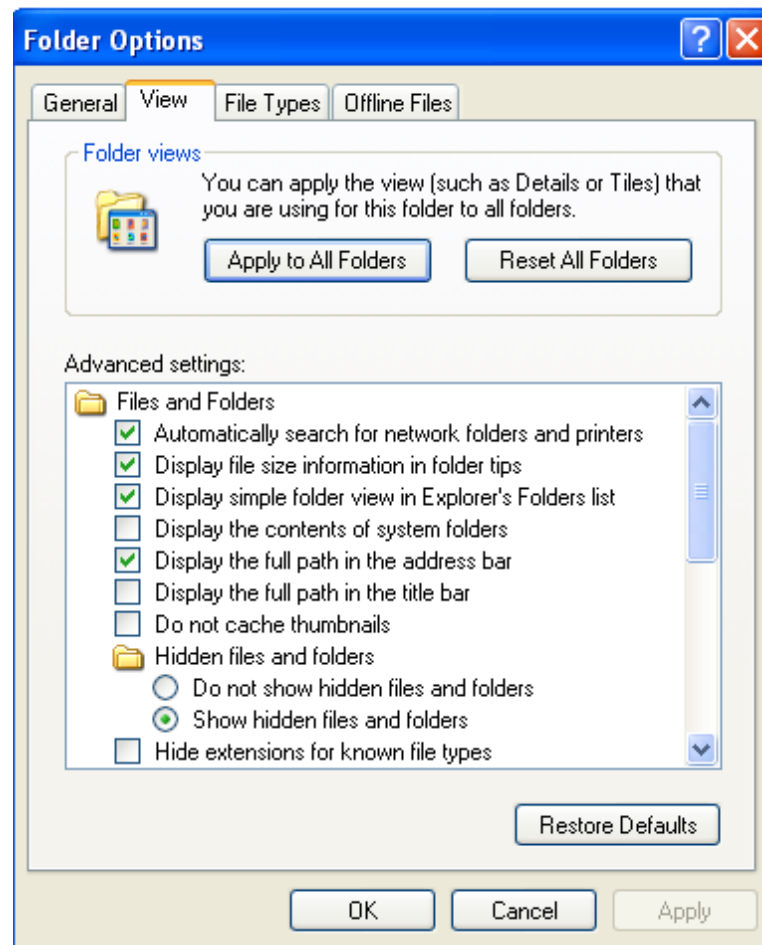 Folder Options
?
General View File Types Offline Files
Folder views
You can apply the view (such as Details or Tiles) that
you are using for this folder to all folders.
Apply to All Folders Reset All Folders
Advanced settings:
Files and Folders
Automatically search for network folders and printers
Display file size information in folder tips
Display simple folder view in Explorer's Folders list
Display the contents of system folders
Display the full path in the address bar
Display the full path in the title bar
Do not cache thumbnails
Hidden files and folders
Do not show hidden files and folders
Show hidden files and folders
Hide extensions for known file types
Restore Defaults
OK Cancel Apply